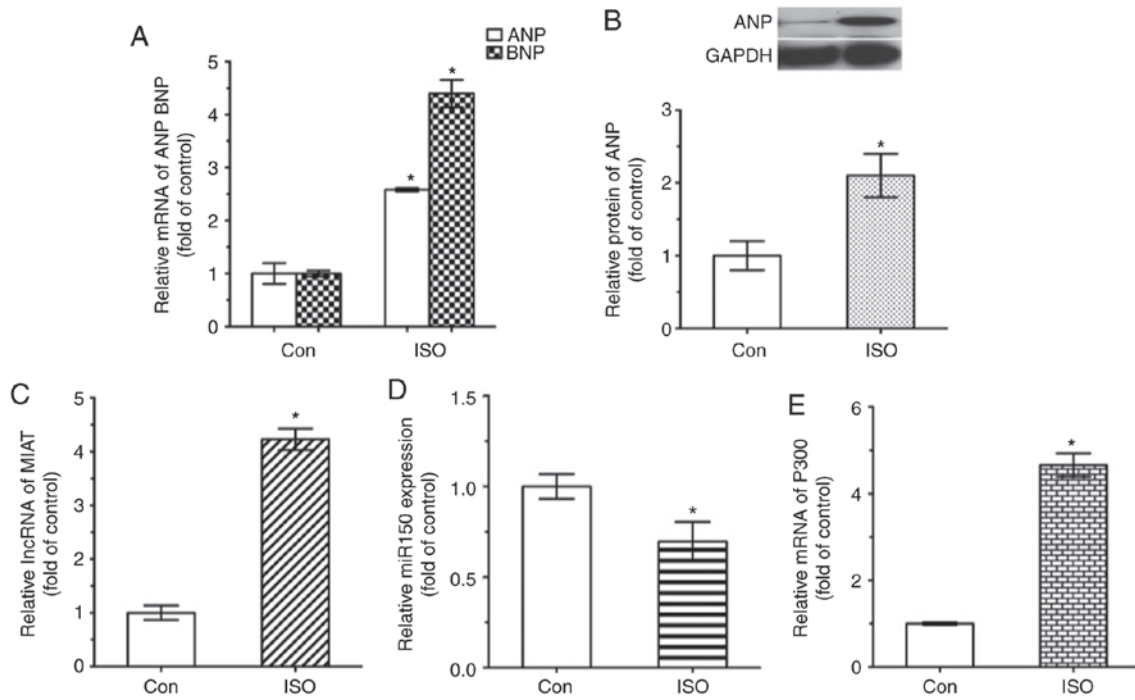 A
ANP
BNP
Relative mRNA of ANP BNP
(fold of control)
5
4
3
2
1
0
*
*
Con
ISO
B
ANP
GAPDH
Relative protein of ANP
(fold of control)
3
2
1
0
*
Con
ISO
C
Relative lncRNA of MIAT
(fold of control)
5
4
3
2
1
0
*
Con
ISO
D
Relative miR150 expression
(fold of control)
1.5
1.0
0.5
0.0
*
Con
ISO
E
Relative mRNA of P300
(fold of control)
6
4
2
0
*
Con
ISO